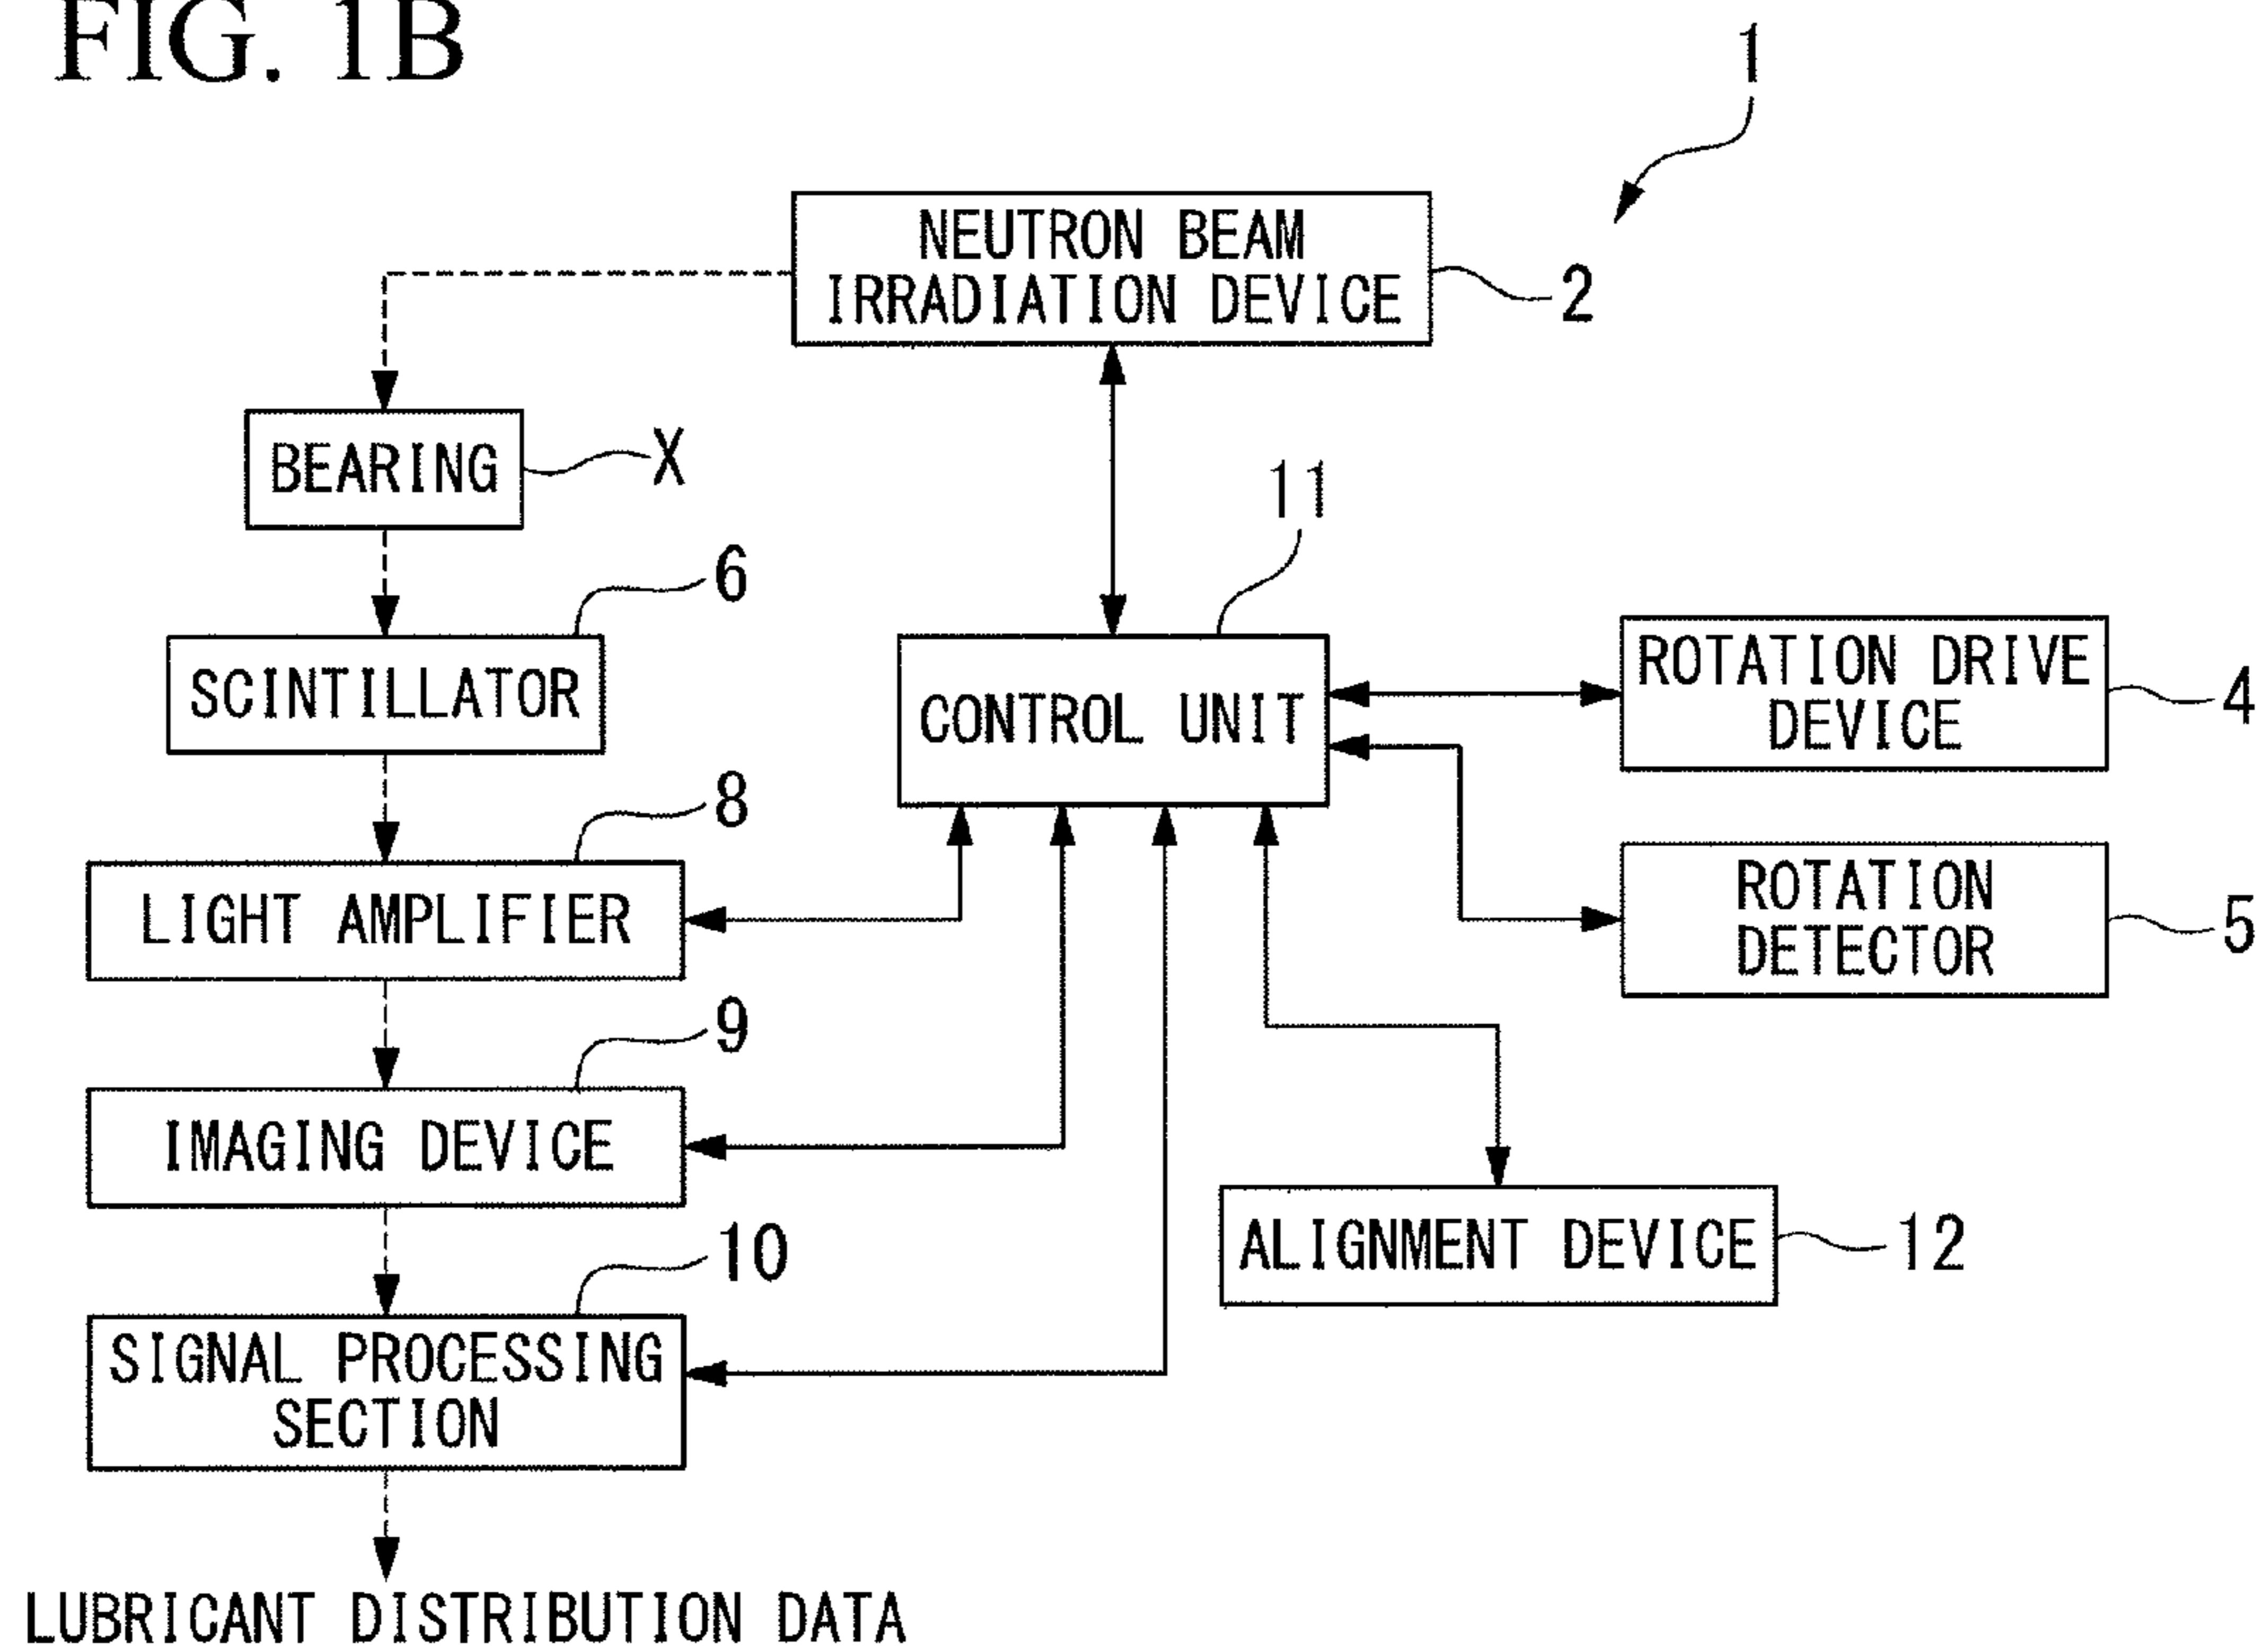 FIG. 1B
1
NEUTRON BEAM
IRRADIATION DEVICE
2
BEARING
X
11
6
SCINTILLATOR
CONTROL UNIT
ROTATION DRIVE
DEVICE
4
8
LIGHT AMPLIFIER
ROTATION
DETECTOR
5
9
IMAGING DEVICE
ALIGNMENT DEVICE
12
10
SIGNAL PROCESSING
SECTION
LUBRICANT DISTRIBUTION DATA